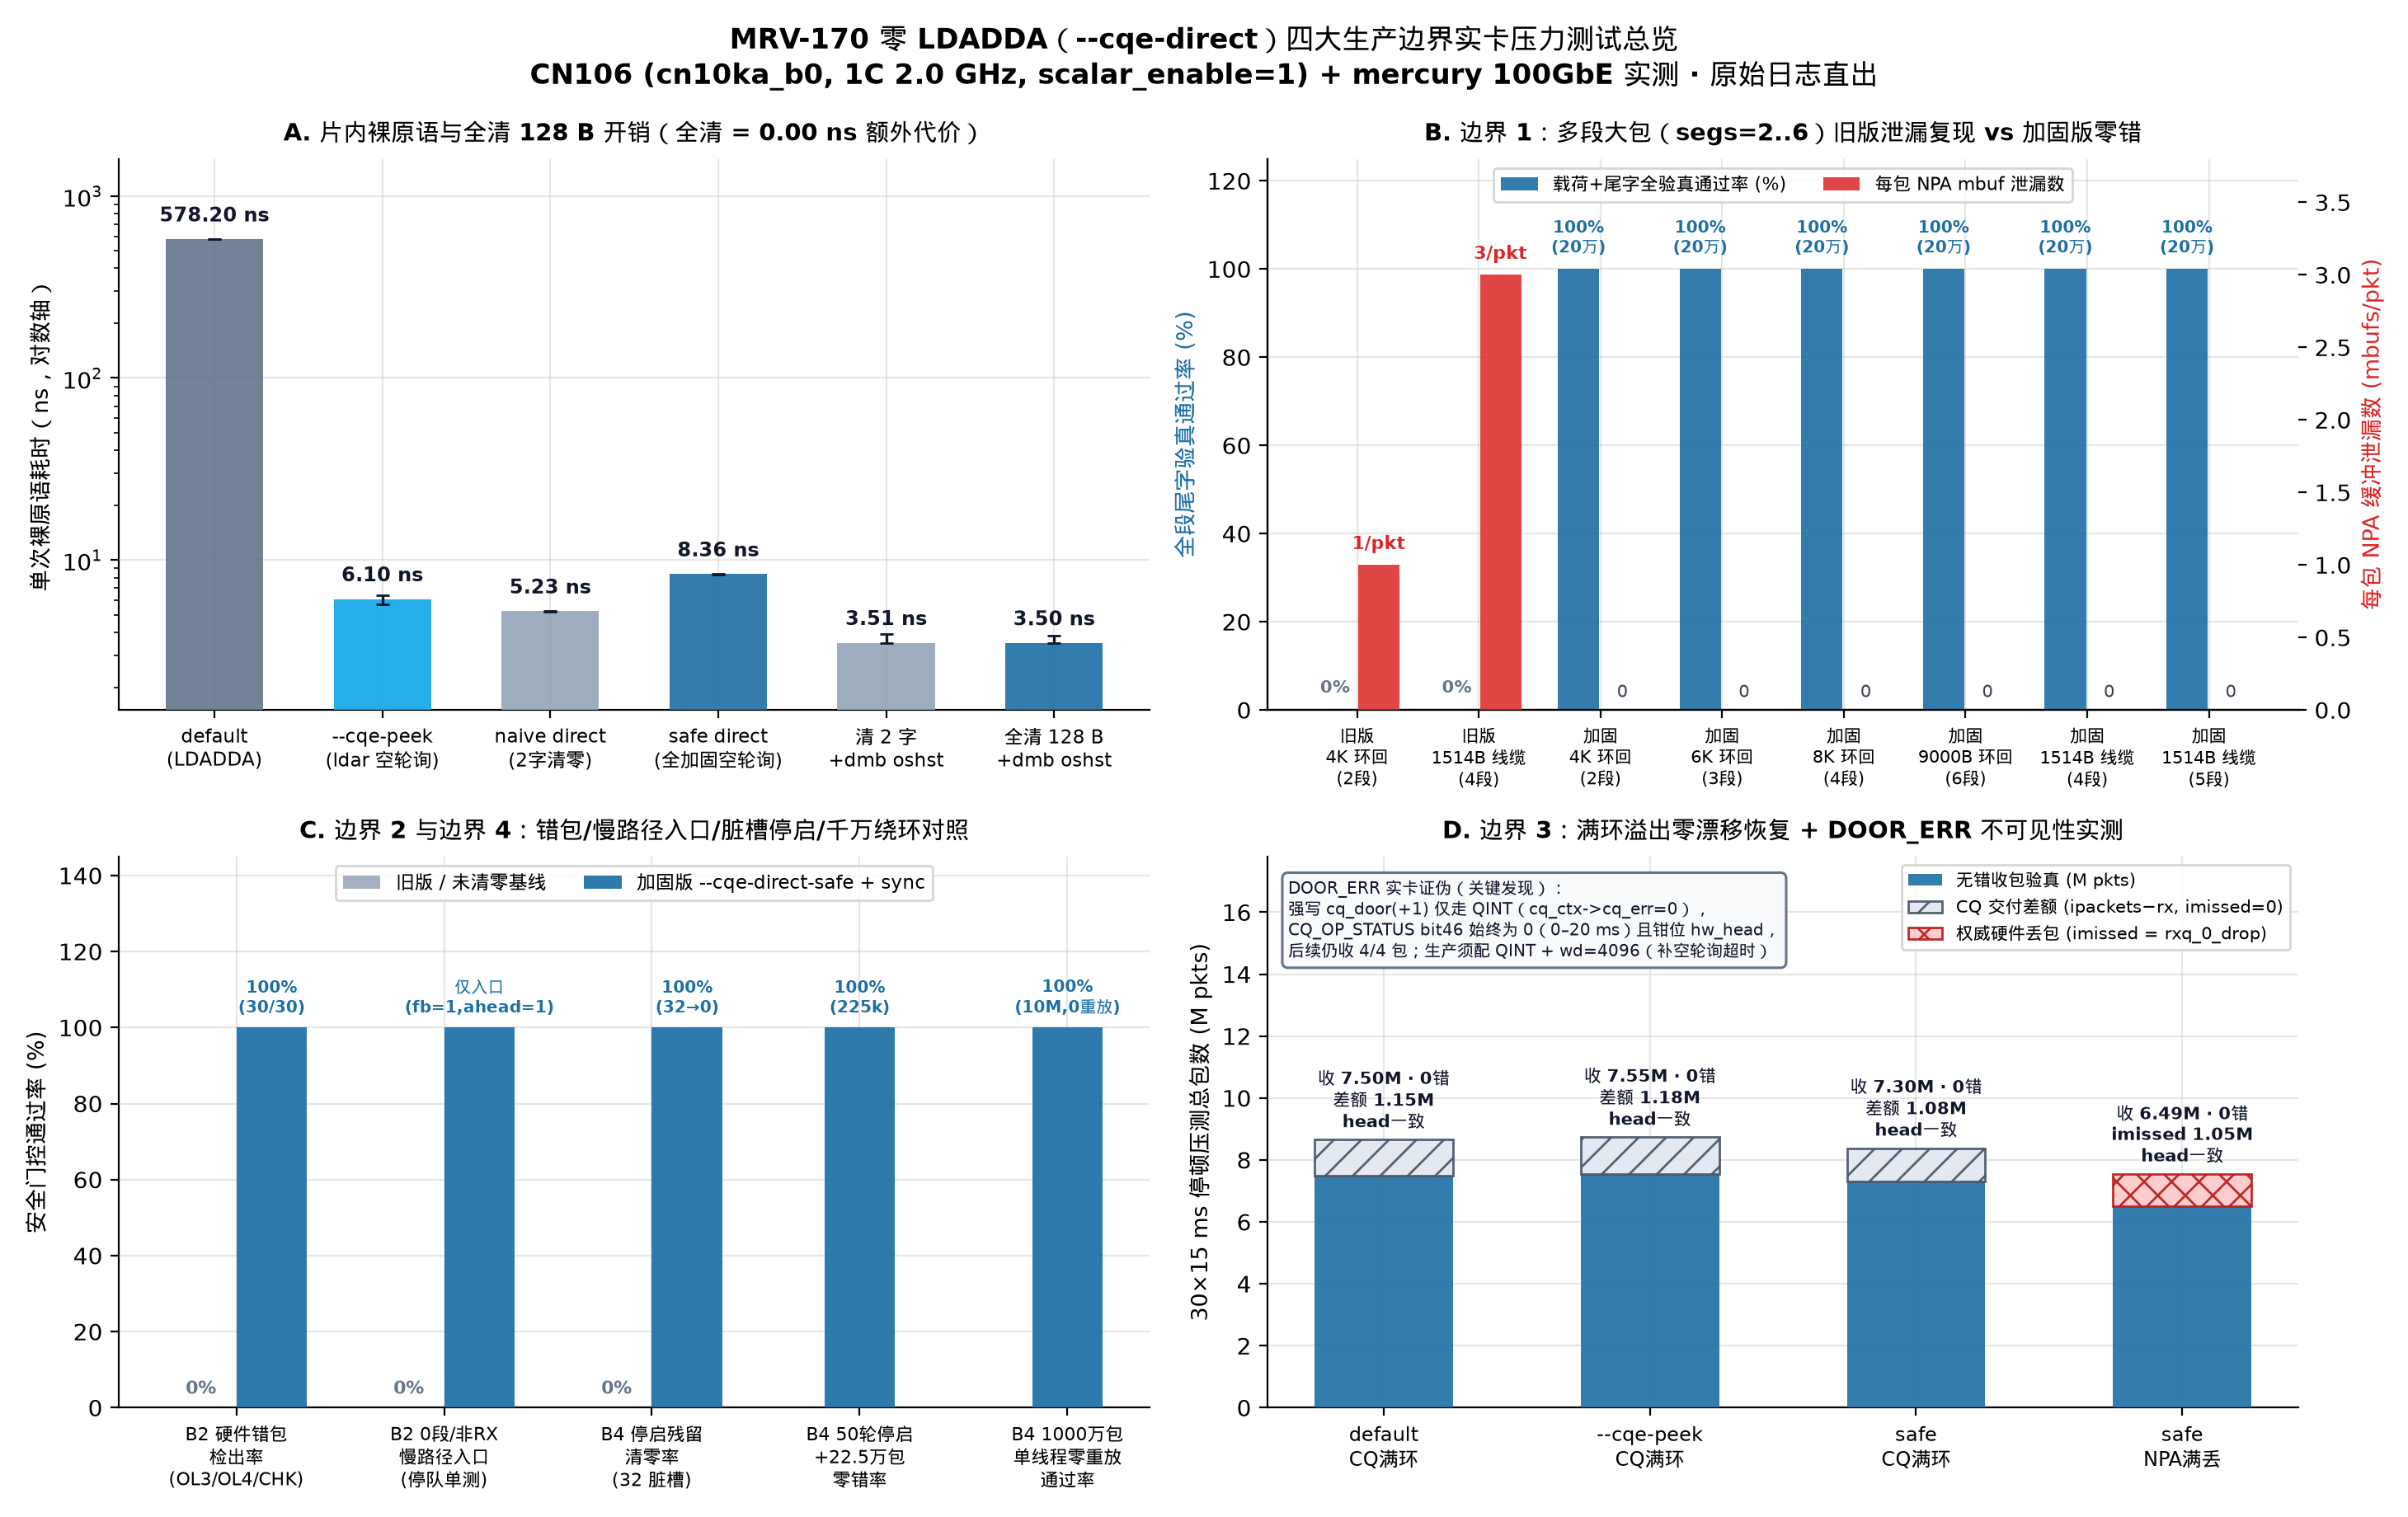 MRV-170 零 LDADDA（--cqe-direct）四大生产边界实卡压力测试总览
CN106 (cn10ka_b0, 1C 2.0 GHz, scalar_enable=1) + mercury 100GbE 实测 · 原始日志直出
A. 片内裸原语与全清 128 B 开销（全清 = 0.00 ns 额外代价）
单次裸原语耗时（ns，对数轴）
10³
10²
10¹
578.20 ns
6.10 ns
5.23 ns
8.36 ns
3.51 ns
3.50 ns
default
(LDADDA)
--cqe-peek
(ldar 空轮询)
naive direct
(2字清零)
safe direct
(全加固空轮询)
清 2 字
+dmb oshst
全清 128 B
+dmb oshst
B. 边界 1：多段大包（segs=2..6）旧版泄漏复现 vs 加固版零错
载荷+尾字全验真通过率 (%)
每包 NPA mbuf 泄漏数
全段尾字验真通过率 (%)
120
100
80
60
40
20
0
每包 NPA 缓冲泄漏数 (mbufs/pkt)
3.5
3.0
2.5
2.0
1.5
1.0
0.5
0.0
0%
1/pkt
0%
3/pkt
100%
(20万)
0
100%
(20万)
0
100%
(20万)
0
100%
(20万)
0
100%
(20万)
0
100%
(20万)
0
旧版
4K 环回
(2段)
旧版
1514B 线缆
(4段)
加固
4K 环回
(2段)
加固
6K 环回
(3段)
加固
8K 环回
(4段)
加固
9000B 环回
(6段)
加固
1514B 线缆
(4段)
加固
1514B 线缆
(5段)
C. 边界 2 与边界 4：错包/慢路径入口/脏槽停启/千万绕环对照
旧版 / 未清零基线
加固版 --cqe-direct-safe + sync
安全门控通过率 (%)
140
120
100
80
60
40
20
0
0%
100%
(30/30)
0%
仅入口
(fb=1,ahead=1)
0%
100%
(32→0)
100%
(225k)
100%
(10M,0重放)
B2 硬件错包
检出率
(OL3/OL4/CHK)
B2 0段/非RX
慢路径入口
(停队单测)
B4 停启残留
清零率
(32 脏槽)
B4 50轮停启
+22.5万包
零错率
B4 1000万包
单线程零重放
通过率
D. 边界 3：满环溢出零漂移恢复 + DOOR_ERR 不可见性实测
DOOR_ERR 实卡证伪（关键发现）：
强写 cq_door(+1) 仅走 QINT（cq_ctx->cq_err=0），
CQ_OP_STATUS bit46 始终为 0（0–20 ms）且钳位 hw_head，
后续仍收 4/4 包；生产须配 QINT + wd=4096（补空轮询超时）
无错收包验真 (M pkts)
CQ 交付差额 (ipackets−rx, imissed=0)
权威硬件丢包 (imissed = rxq_0_drop)
30×15 ms 停顿压测总包数 (M pkts)
16
14
12
10
8
6
4
2
0
收 7.50M · 0错
差额 1.15M
head一致
收 7.55M · 0错
差额 1.18M
head一致
收 7.30M · 0错
差额 1.08M
head一致
收 6.49M · 0错
imissed 1.05M
head一致
default
CQ满环
--cqe-peek
CQ满环
safe
CQ满环
safe
NPA满丢